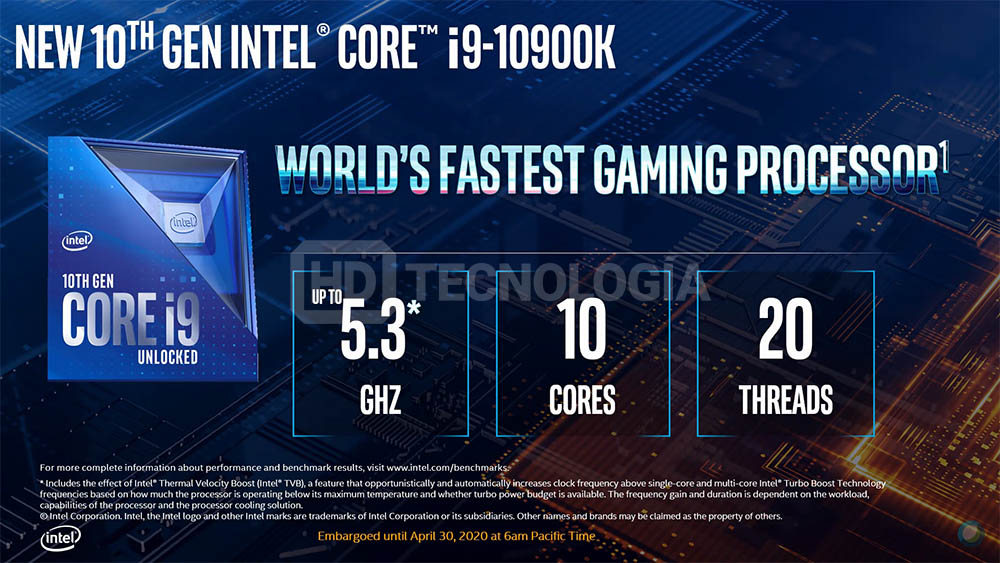 NEW 10TH GEN INTEL® CORE™ i9-10900K
WORLD'S FASTEST GAMING PROCESSOR1
intel
intel
10TH GEN
CORE i9
UNLOCKED
HD TECNOLOGÍA
UP TO
5.3*
GHZ
10
CORES
20
THREADS
For more complete information about performance and benchmark results, visit www.intel.com/benchmarks.
* Includes the effect of Intel® Thermal Velocity Boost (Intel® TVB), a feature that opportunistically and automatically increases clock frequency above single-core and multi-core Intel® Turbo Boost Technology
frequencies based on how much the processor is operating below its maximum temperature and whether turbo power budget is available. The frequency gain and duration is dependent on the workload,
capabilities of the processor and the processor cooling solution.
© Intel Corporation. Intel, the Intel logo and other Intel marks are trademarks of Intel Corporation or its subsidiaries. Other names and brands may be claimed as the property of others.
intel
Embargoed until April 30, 2020 at 6am Pacific Time